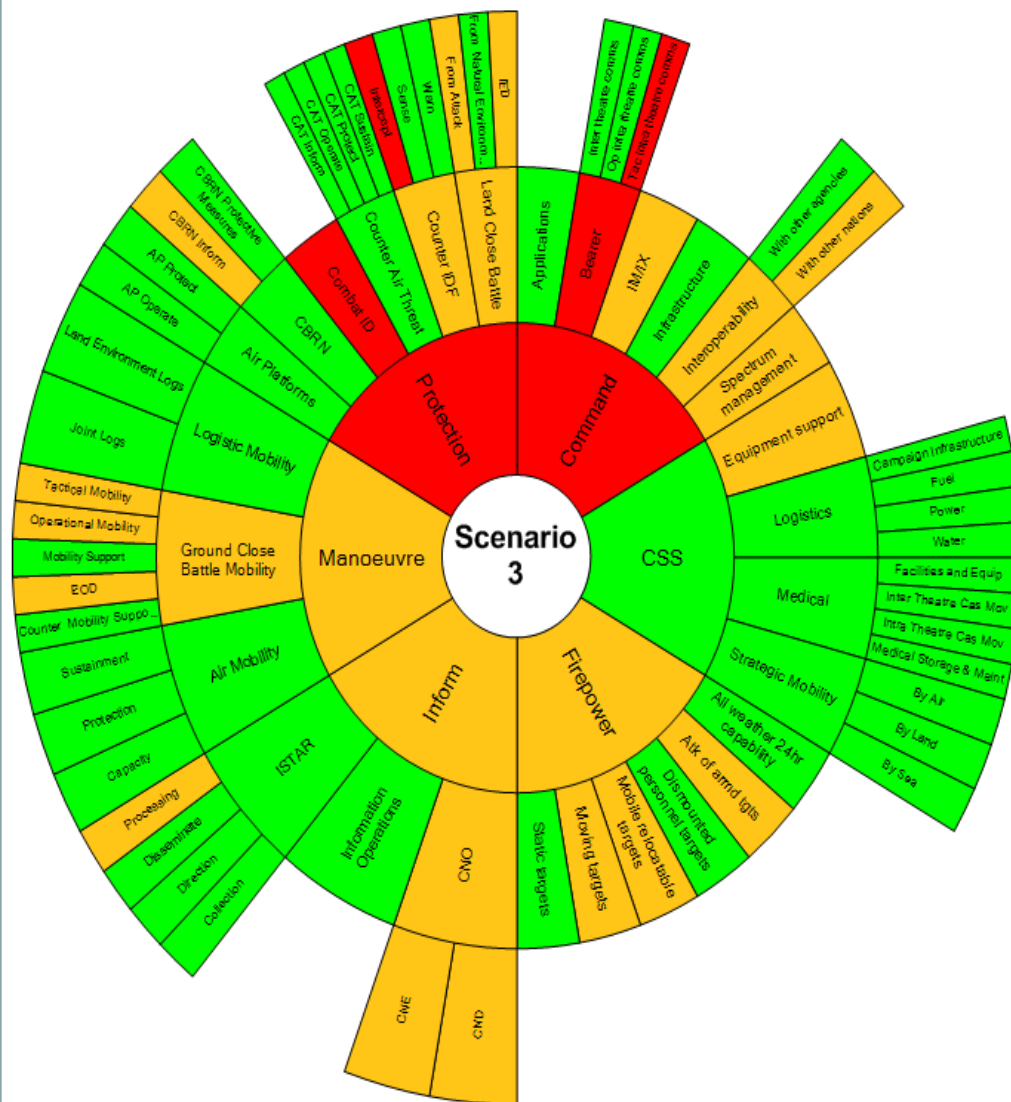 Scenario
3
Command
CSS
Firepower
Inform
Manoeuvre
Protection
Applications
Bearer
IM/IX
Infrastructure
Interoperability
Spectrum
management
Equipment support
Logistics
Medical
Strategic Mobility
All weather 24hr
capability
Atk of armd tgts
Dismounted
personnel targets
Mobile relocatable
targets
Moving targets
Static targets
CNO
Information
Operations
ISTAR
Air Mobility
Ground Close
Battle Mobility
Logistic Mobility
Air Platforms
CBRN
Combat ID
Counter Air Threat
Counter IDF
Land Close Battle
Inter theatre comms
Op intra theatre comms
Tac intra theatre comms
With other agencies
With other nations
Campaign Infrastructure
Fuel
Power
Water
Facilities and Equip
Inter Theatre Cas Mov
Intra Theatre Cas Mov
Medical Storage & Maint
By Air
By Land
By Sea
CND
CNE
Collection
Direction
Disseminate
Processing
Capacity
Protection
Sustainment
Counter Mobility Suppo...
EOD
Mobility Support
Operational Mobility
Tactical Mobility
Joint Logs
Land Environment Logs
AP Operate
AP Protect
CBRN Inform
CBRN Protective
Measures
CAT Inform
CAT Operate
CAT Protect
CAT Sustain
Intercept
Sense
Warn
From Attack
From Natural Environm
...
IED